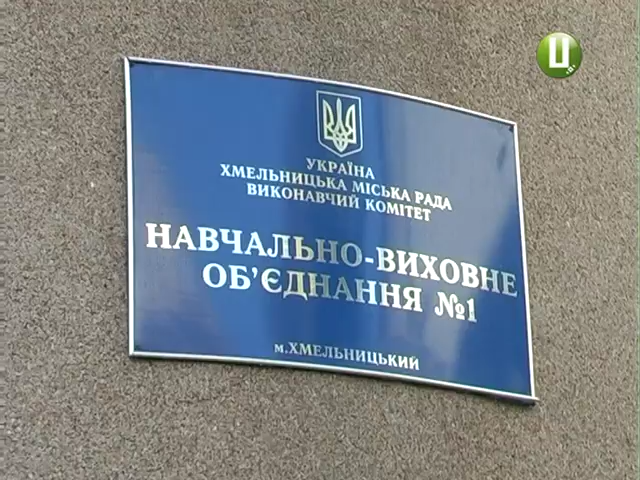 Ц
УКРАЇНА
ХМЕЛЬНИЦЬКА МІСЬКА РАДА
ВИКОНАВЧИЙ КОМІТЕТ
НАВЧАЛЬНО-ВИХОВНЕ
ОБ'ЄДНАННЯ №1
м.ХМЕЛЬНИЦЬКИЙ